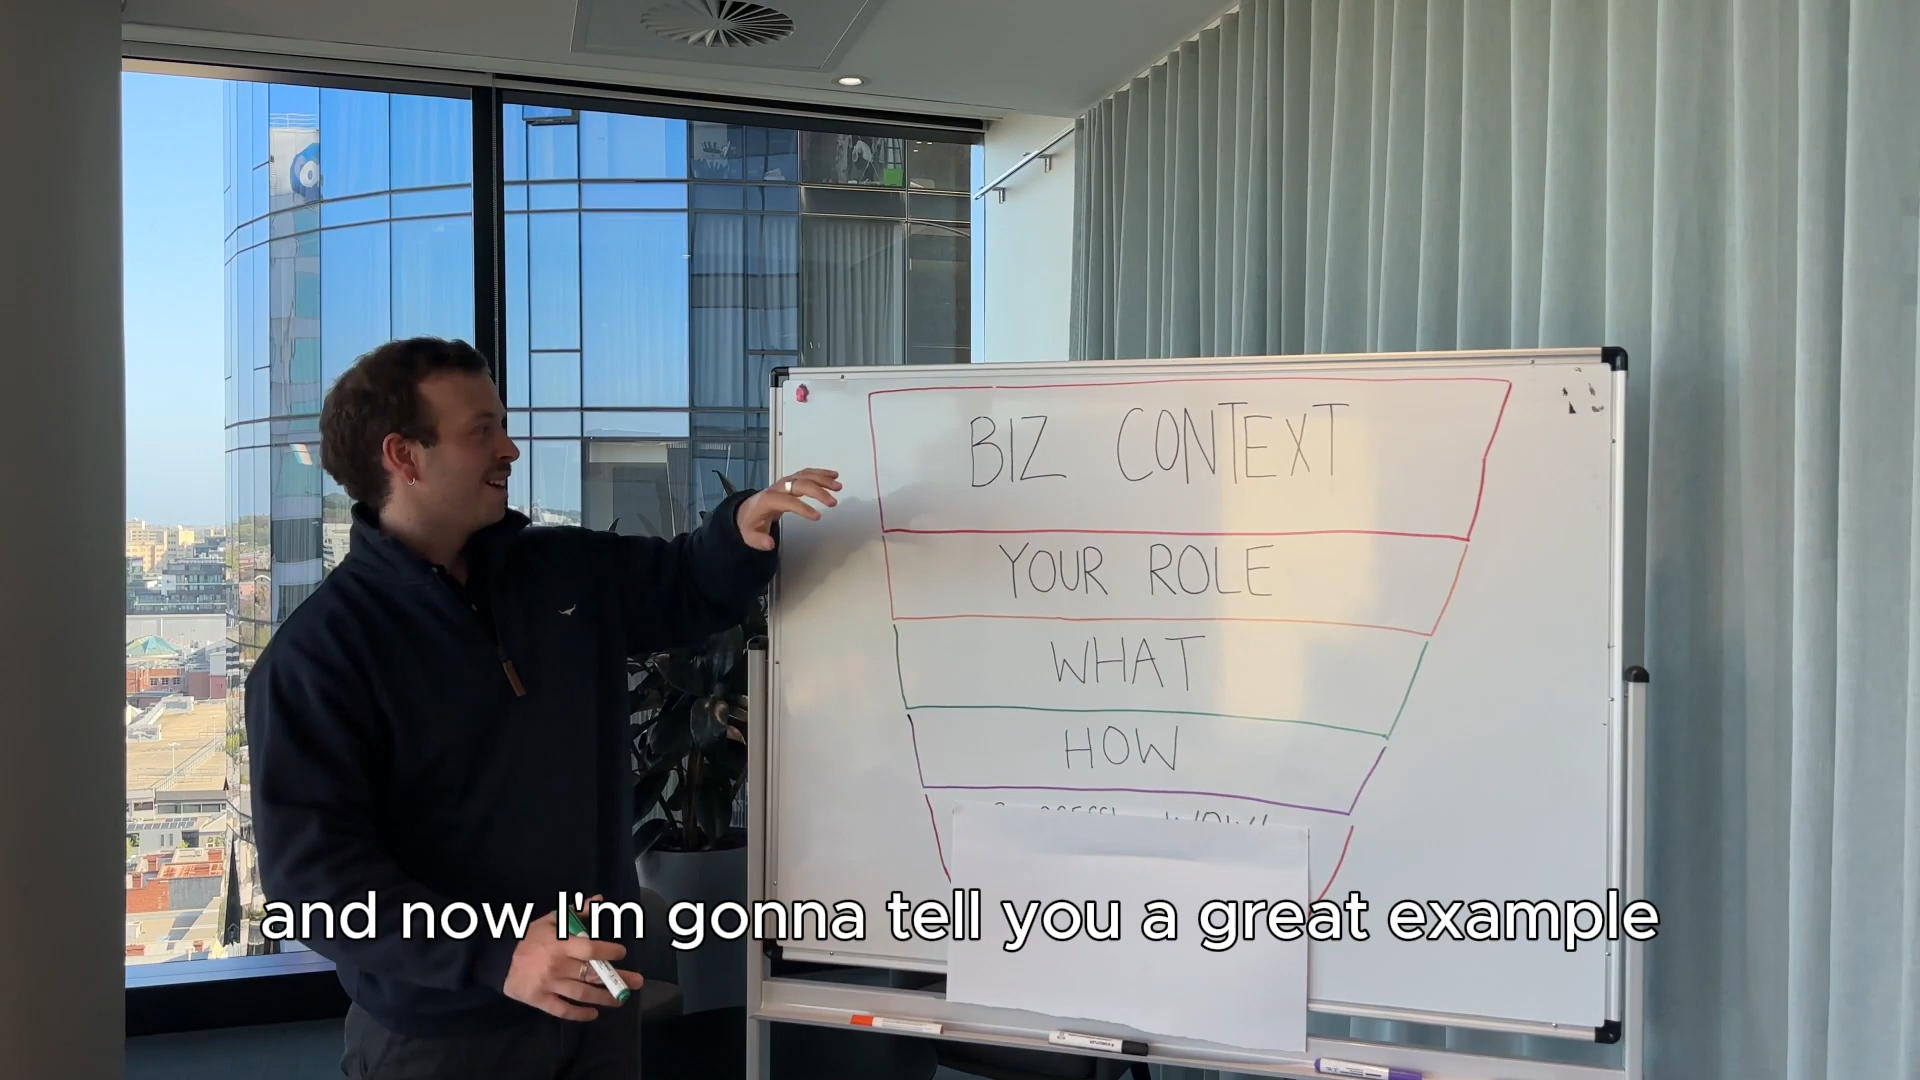 BIZ CONTEXT
YOUR ROLE
WHAT
HOW
and now I'm gonna tell you a great example